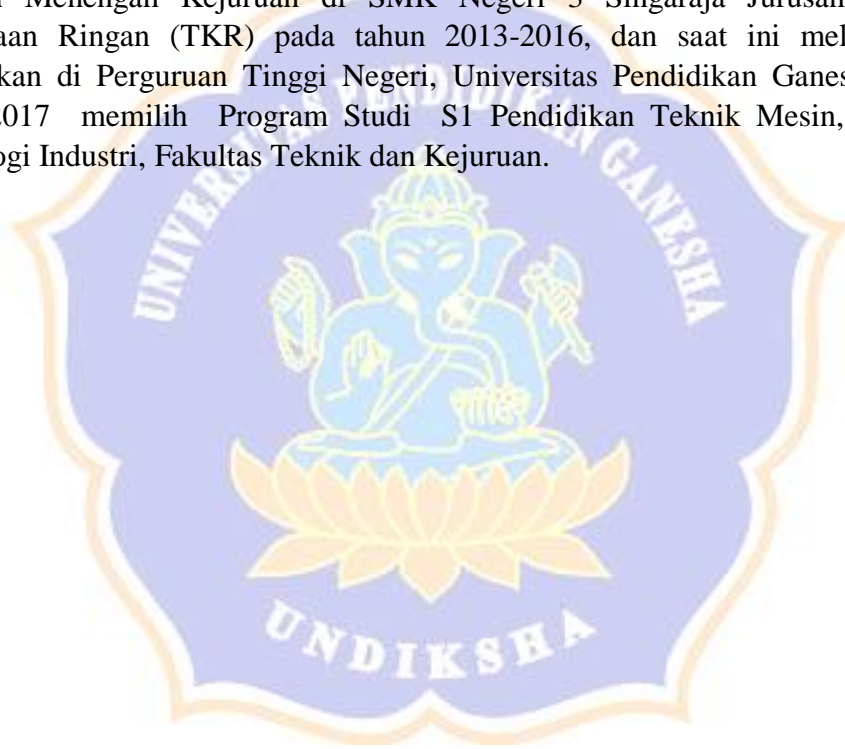 Menengah Kejuruan di SMK Negeri 3 Singaraja Jurusan
aan Ringan (TKR) pada tahun 2013-2016, dan saat ini mel
kan di Perguruan Tinggi Negeri, Universitas Pendidikan Ganes
2017 memilih Program Studi S1 Pendidikan Teknik Mesin,
ogi Industri, Fakultas Teknik dan Kejuruan.
UNIVERSITAS PENDIDIKAN GANESHA
UNDIKSHA